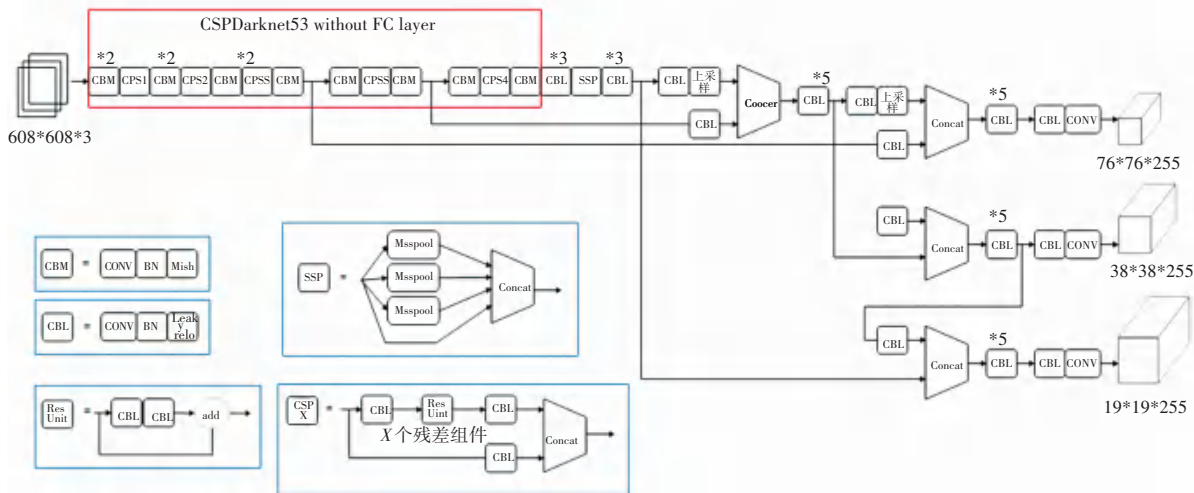 CSPDarknet53 without FC layer
*2 *2 *2 *3 *3
CBM CPS1 CBM CPS2 CBM CPSS CBM CBM CPSS CBM CBM CPS4 CBM CBL SSP CBL CBL 上采样
CBL
Coocer
*5
CBL
CBL 上采样
CBL
Concat
*5
CBL CBL CONV
76*76*255
608*608*3
CBL
Concat
*5
CBL CBL CONV
38*38*255
CBL
Concat
*5
CBL CBL CONV
19*19*255
CBM = CONV BN Mish
CBL = CONV BN Leaky relo
SSP = Msspool
Msspool
Msspool
Concat
Res Unit = CBL CBL add
CSP X = CBL Res Uint CBL
X个残差组件
CBL
Concat